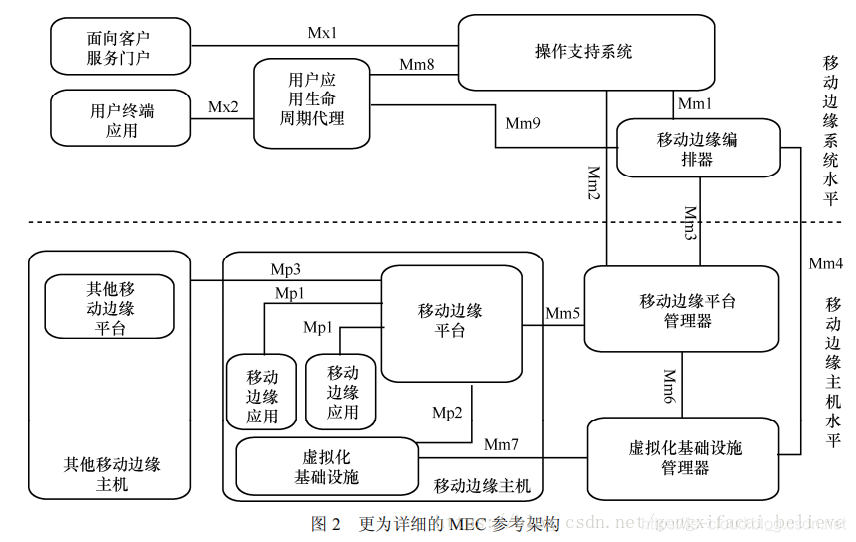 面向客户
服务门户
Mx1
操作支持系统
用户终端
应用
Mx2
用户应
用生命
周期代理
Mm8
Mm9
Mm1
移动边缘编
排器
移动边缘系统水平
Mm2
Mm3
Mm4
其他移
动边缘
平台
其他移动边缘
主机
Mp3
Mp1
Mp1
移动边缘
平台
移动
边缘
应用
移动
边缘
应用
Mp2
Mm5
移动边缘平台
管理器
Mm6
移动边缘主机水平
虚拟化
基础设施
Mm7
移动边缘主机
虚拟化基础设施
管理器
图 2 更为详细的 MEC 参考架构
csdn.net/gongxifacai_believe